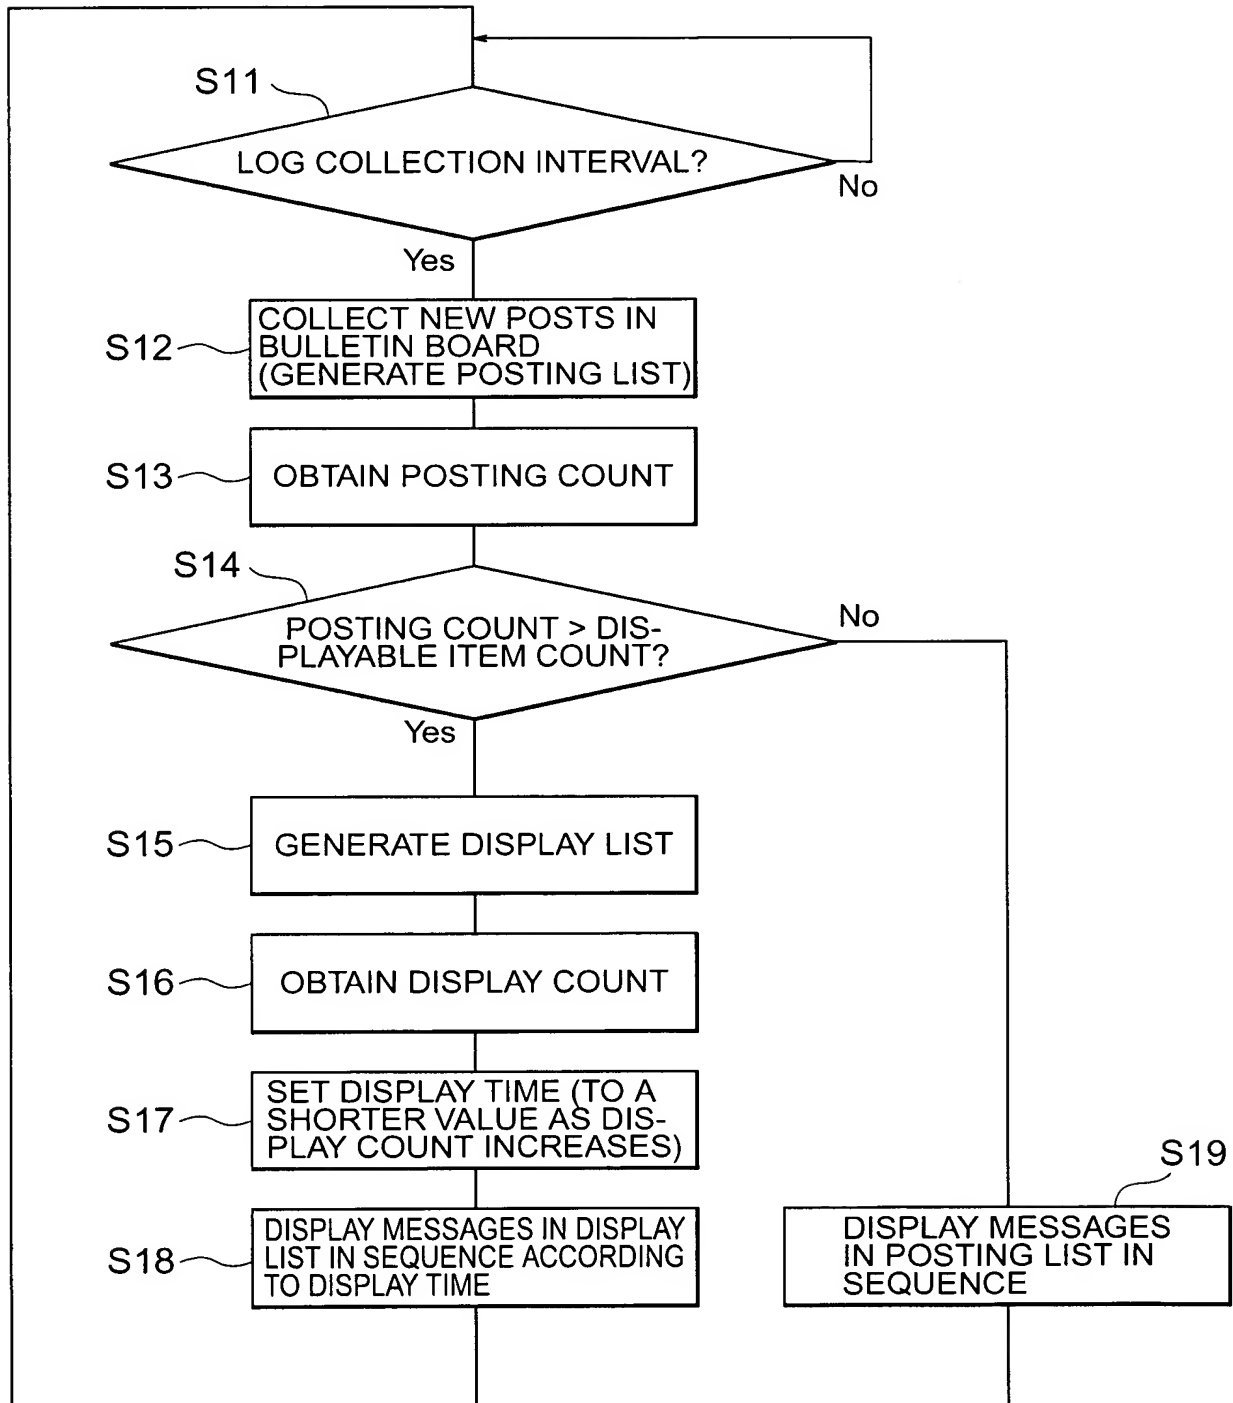 S11
LOG COLLECTION INTERVAL?
No
Yes
S12
COLLECT NEW POSTS IN
BULLETIN BOARD
(GENERATE POSTING LIST)
S13
OBTAIN POSTING COUNT
S14
POSTING COUNT > DIS-
PLAYABLE ITEM COUNT?
No
Yes
S15
GENERATE DISPLAY LIST
S16
OBTAIN DISPLAY COUNT
S17
SET DISPLAY TIME (TO A
SHORTER VALUE AS DIS-
PLAY COUNT INCREASES)
S18
DISPLAY MESSAGES IN DISPLAY
LIST IN SEQUENCE ACCORDING
TO DISPLAY TIME
S19
DISPLAY MESSAGES
IN POSTING LIST IN
SEQUENCE